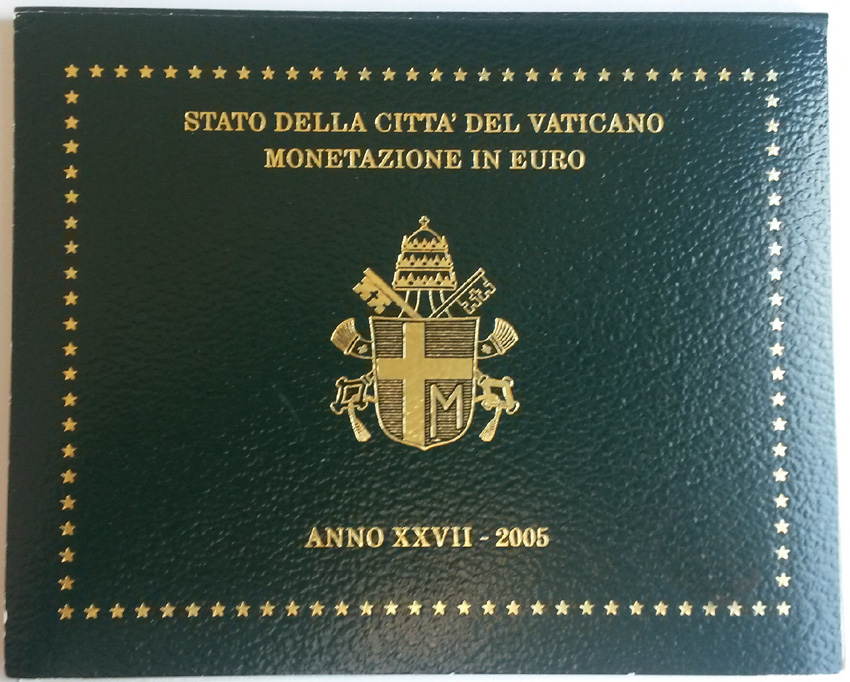 STATO DELLA CITTA' DEL VATICANO
MONETAZIONE IN EURO
M
ANNO XXVII - 2005